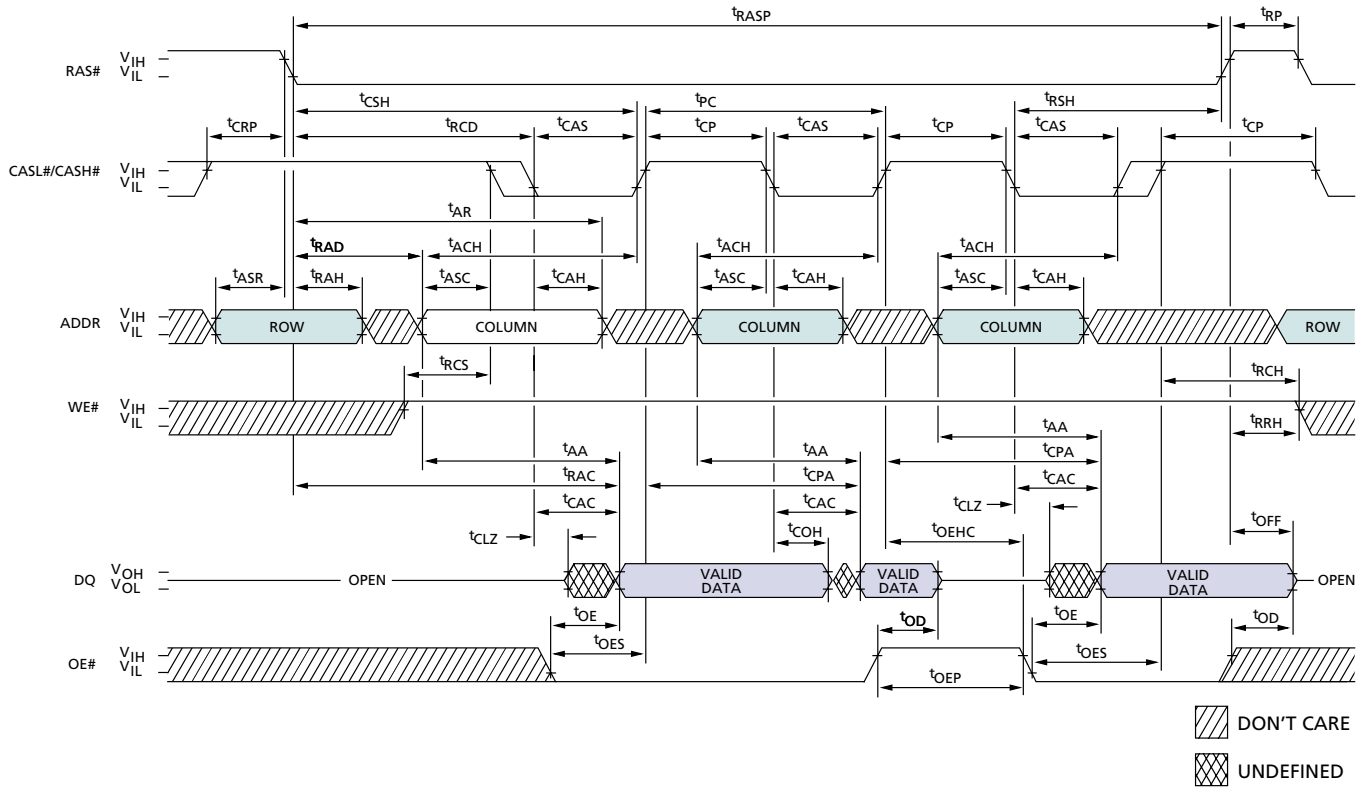 tRASP tRP
RAS# VIH
VIL
tCSH tPC tRSH
tCRP tRCD tCAS tCP tCAS tCP tCAS tCP
CASL#/CASH# VIH
VIL
tAR
tRAD tACH tACH tACH
tASR tRAH tASC tCAH tASC tCAH tASC tCAH
ADDR VIH
VIL
ROW COLUMN COLUMN COLUMN ROW
tRCS tRCH
WE# VIH
VIL
tRRH
tAA tAA tAA
tRAC tCPA tCPA
tCAC tCAC tCAC
tCLZ tCOH tOEHC tCLZ tOFF
DQ VOH
VOL
OPEN
VALID
DATA
VALID
DATA
VALID
DATA
OPEN
tOE tOD tOE tOD
tOES tOES
OE# VIH
VIL
tOEP
DON'T CARE
UNDEFINED